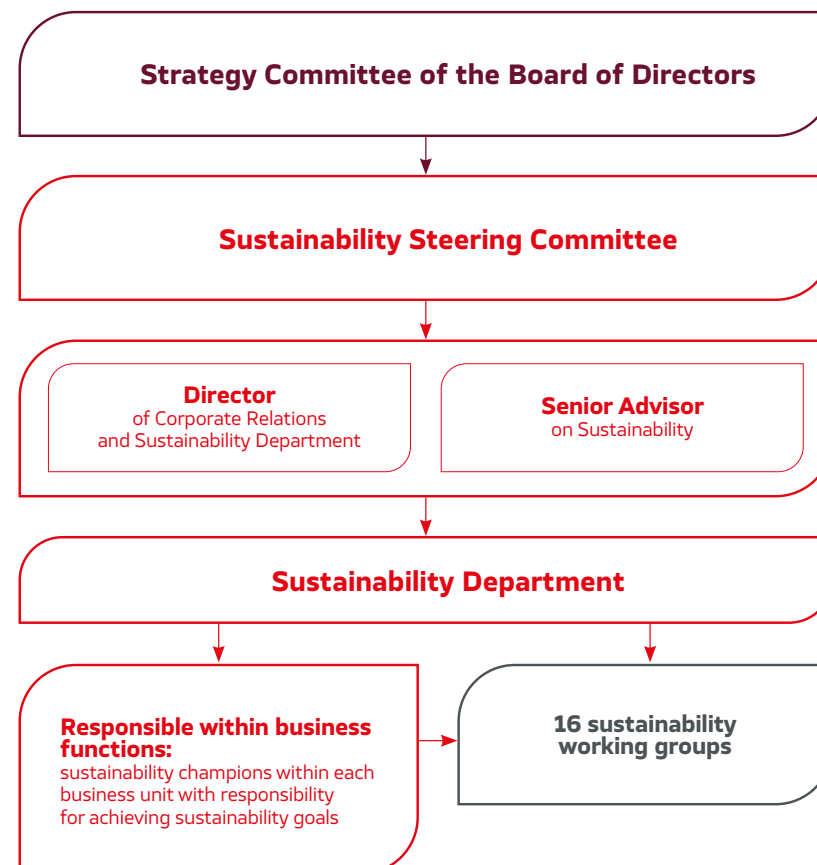 Strategy Committee of the Board of Directors
Sustainability Steering Committee
Director
of Corporate Relations
and Sustainability Department
Senior Advisor
on Sustainability
Sustainability Department
Responsible within business
functions:
sustainability champions within each
business unit with responsibility
for achieving sustainability goals
16 sustainability
working groups